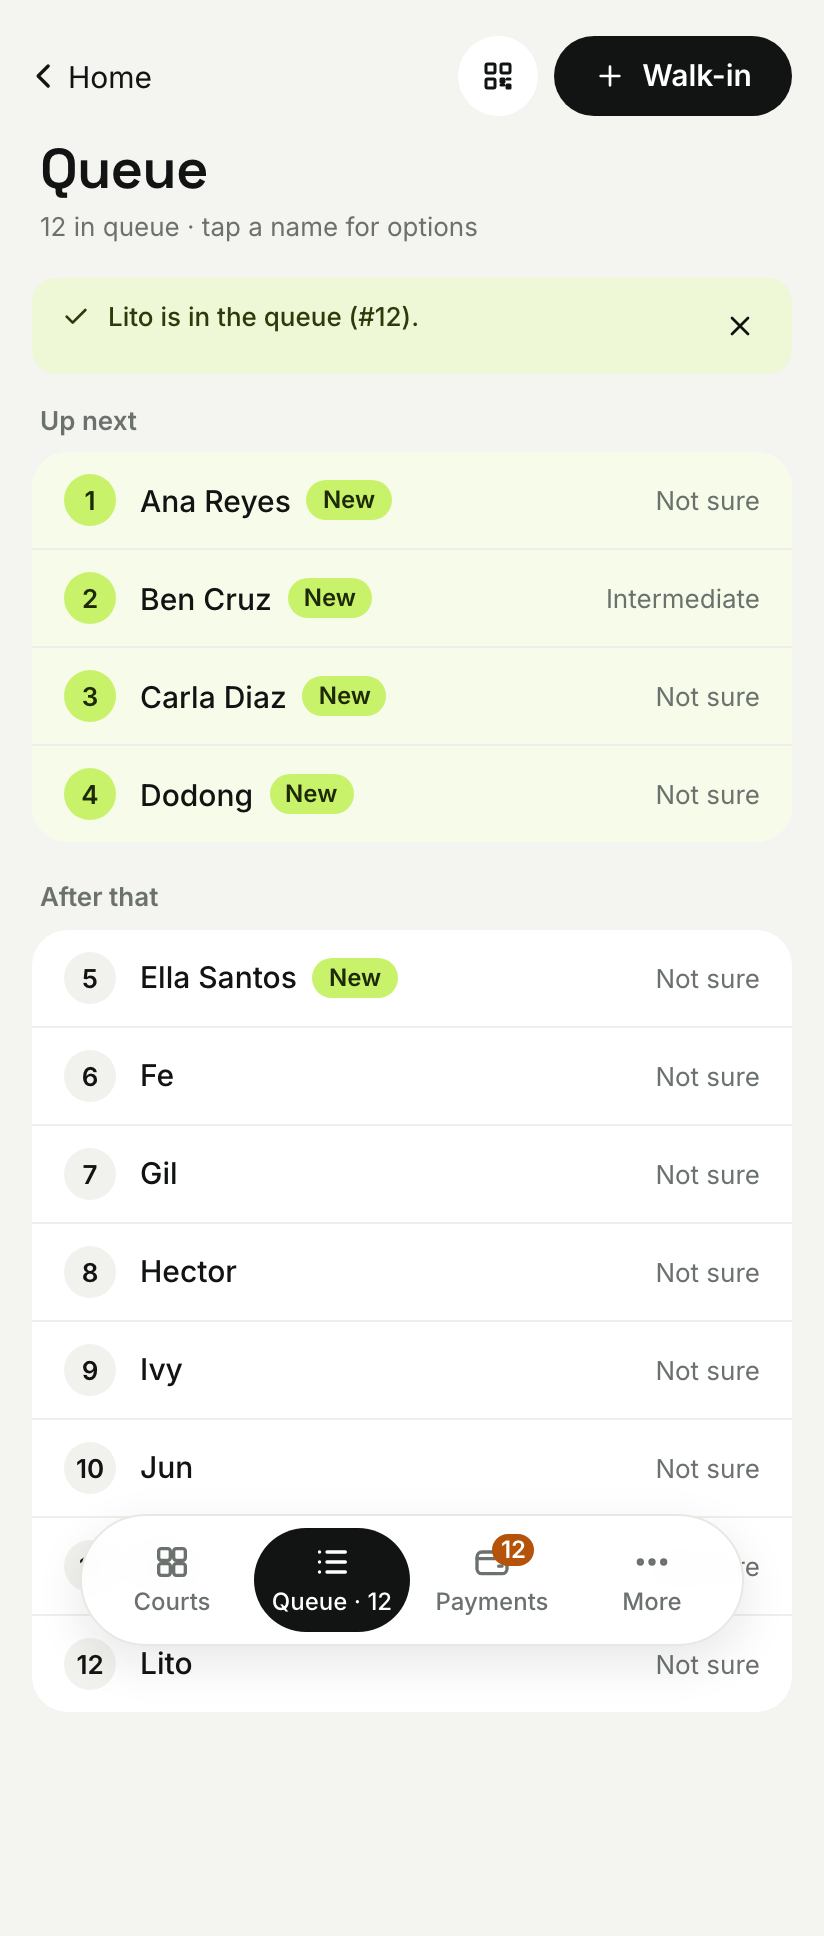 Home
Walk-in
Queue
12 in queue · tap a name for options
Lito is in the queue (#12).
Up next
1 Ana Reyes New Not sure
2 Ben Cruz New Intermediate
3 Carla Diaz New Not sure
4 Dodong New Not sure
After that
5 Ella Santos New Not sure
6 Fe Not sure
7 Gil Not sure
8 Hector Not sure
9 Ivy Not sure
10 Jun Not sure
12
Courts Queue · 12 Payments More
12 Lito Not sure